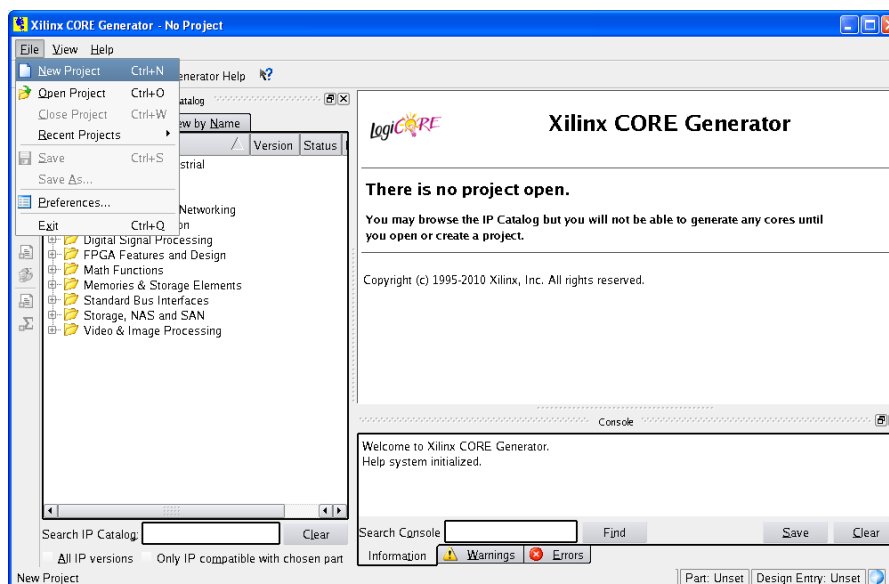 Xilinx CORE Generator - No Project
File View Help
New Project Ctrl+N
Open Project Ctrl+O
Close Project Ctrl+W
Recent Projects
Save Ctrl+S
Save As...
Preferences...
Exit Ctrl+Q
enerator Help
atalog
ew by Name
Version Status
strial
Networking
on
Digital Signal Processing
FPGA Features and Design
Math Functions
Memories & Storage Elements
Standard Bus Interfaces
Storage, NAS and SAN
Video & Image Processing
Search IP Catalog: Clear
All IP versions Only IP compatible with chosen part
New Project
logiCORE
Xilinx CORE Generator
There is no project open.
You may browse the IP Catalog but you will not be able to generate any cores until
you open or create a project.
Copyright (c) 1995-2010 Xilinx, Inc. All rights reserved.
Console
Welcome to Xilinx CORE Generator.
Help system initialized.
Search Console Find Save Clear
Information Warnings Errors
Part: Unset Design Entry: Unset